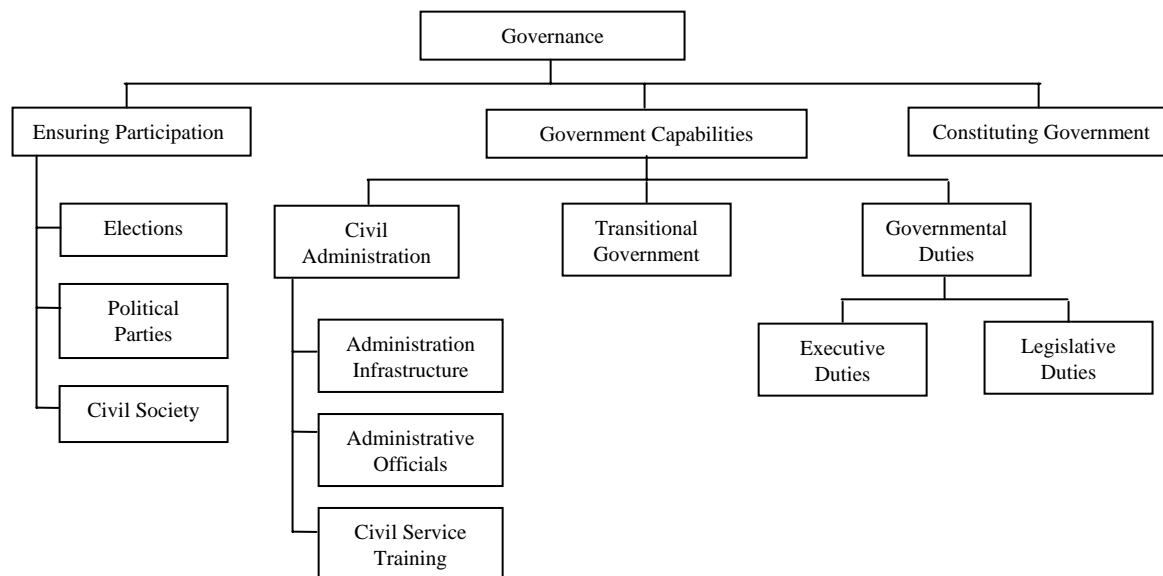 Governance
Ensuring Participation
Government Capabilities
Constituting Government
Elections
Political
Parties
Civil Society
Civil
Administration
Administration
Infrastructure
Administrative
Officials
Civil Service
Training
Transitional
Government
Governmental
Duties
Executive
Duties
Legislative
Duties